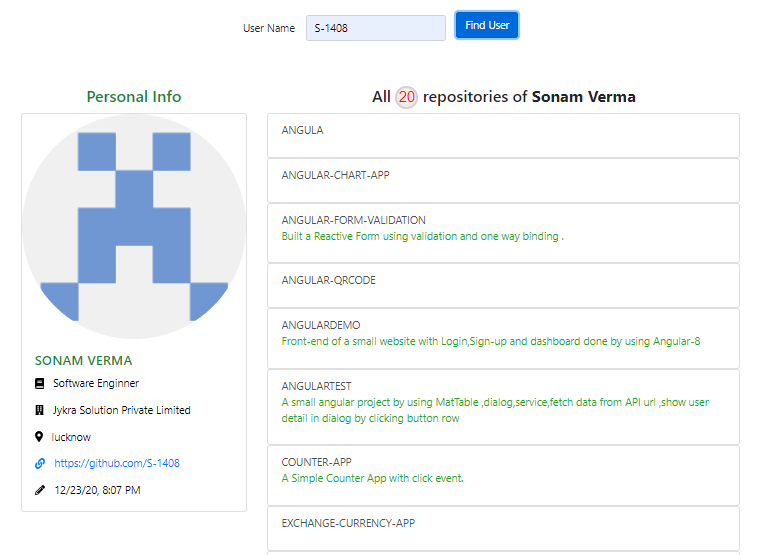 User Name S-1408 Find User
Personal Info
SONAM VERMA
Software Enginner
Jykra Solution Private Limited
lucknow
https://github.com/S-1408
12/23/20, 8:07 PM
All 20 repositories of Sonam Verma
ANGULA
ANGULAR-CHART-APP
ANGULAR-FORM-VALIDATION
Built a Reactive Form using validation and one way binding .
ANGULAR-QRCODE
ANGULARDEMO
Front-end of a small website with Login,Sign-up and dashboard done by using Angular-8
ANGULARTEST
A small angular project by using MatTable ,dialog,service,fetch data from API url ,show user
detail in dialog by clicking button row
COUNTER-APP
A Simple Counter App with click event.
EXCHANGE-CURRENCY-APP